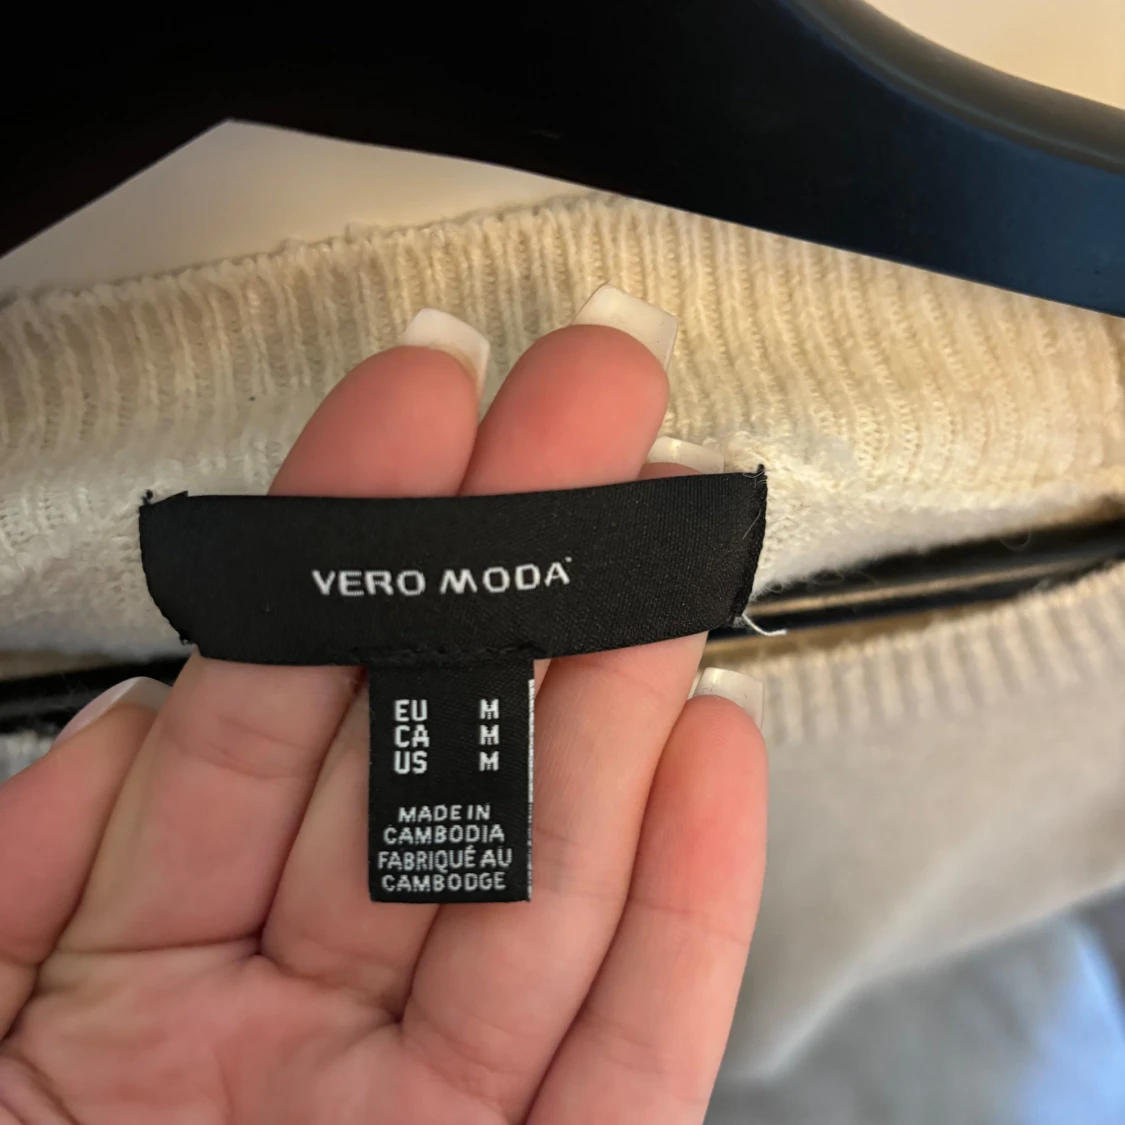 VERO MODA
EU M
CA M
US M
MADE IN
CAMBODIA
FABRIQUÉ AU
CAMBODGE